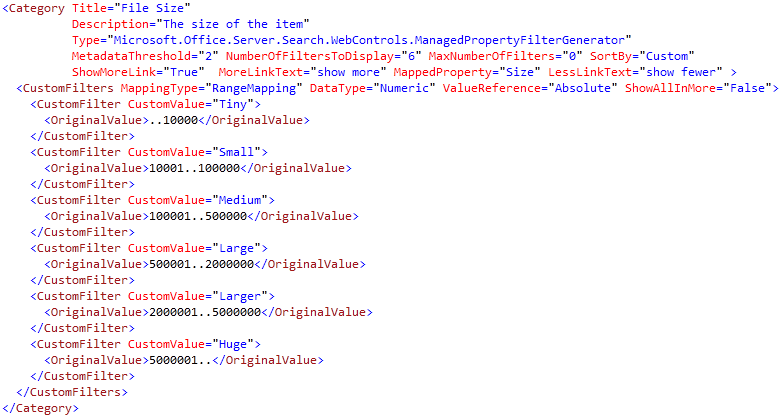 <Category Title="File Size"
Description="The size of the item"
Type="Microsoft.Office.Server.Search.WebControls.ManagedPropertyFilterGenerator"
MetadataThreshold="2" NumberOfFiltersToDisplay="6" MaxNumberOfFilters="0" SortBy="Custom"
ShowMoreLink="True"  MoreLinkText="show more" MappedProperty="Size" LessLinkText="show fewer" >
<CustomFilters MappingType="RangeMapping" DataType="Numeric" ValueReference="Absolute" ShowAllInMore="False">
<CustomFilter CustomValue="Tiny">
<OriginalValue>..10000</OriginalValue>
</CustomFilter>
<CustomFilter CustomValue="Small">
<OriginalValue>10001..100000</OriginalValue>
</CustomFilter>
<CustomFilter CustomValue="Medium">
<OriginalValue>100001..500000</OriginalValue>
</CustomFilter>
<CustomFilter CustomValue="Large">
<OriginalValue>500001..2000000</OriginalValue>
</CustomFilter>
<CustomFilter CustomValue="Larger">
<OriginalValue>2000001..5000000</OriginalValue>
</CustomFilter>
<CustomFilter CustomValue="Huge">
<OriginalValue>5000001..</OriginalValue>
</CustomFilter>
</CustomFilters>
</Category>